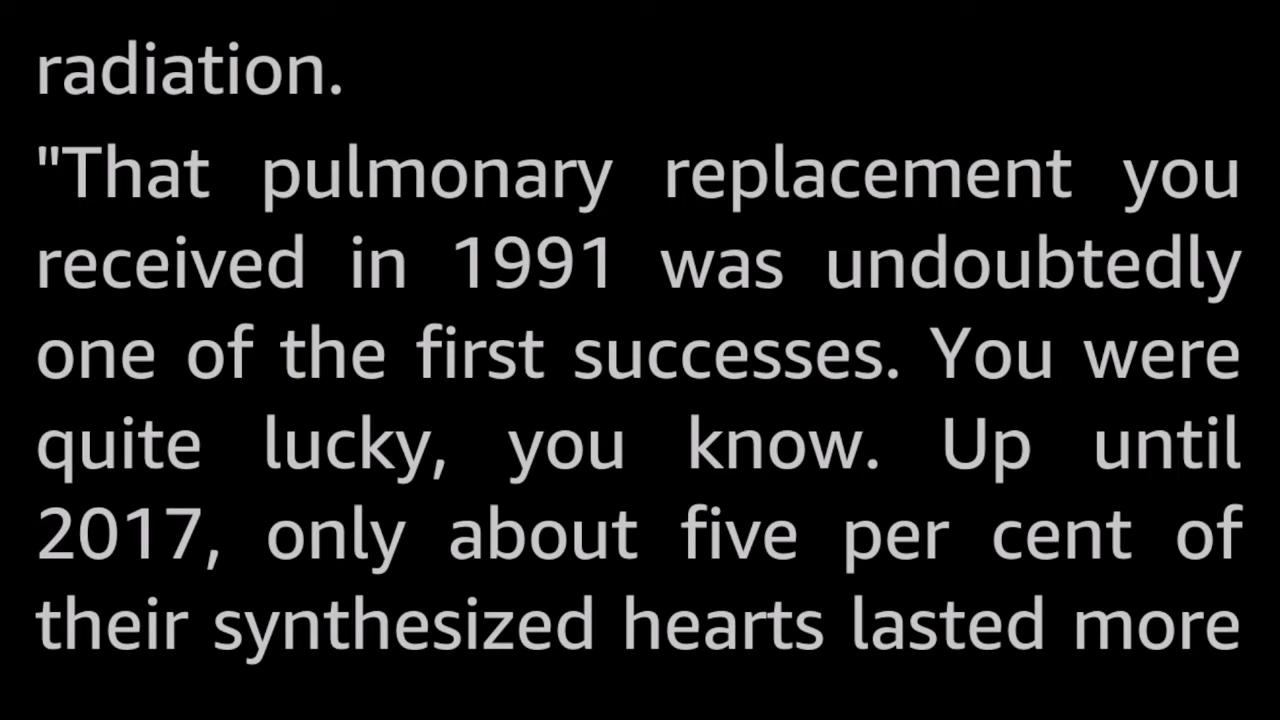 radiation.
"That pulmonary replacement you
received in 1991 was undoubtedly
one of the first successes. You were
quite lucky, you know. Up until
2017, only about five per cent of
their synthesized hearts lasted more